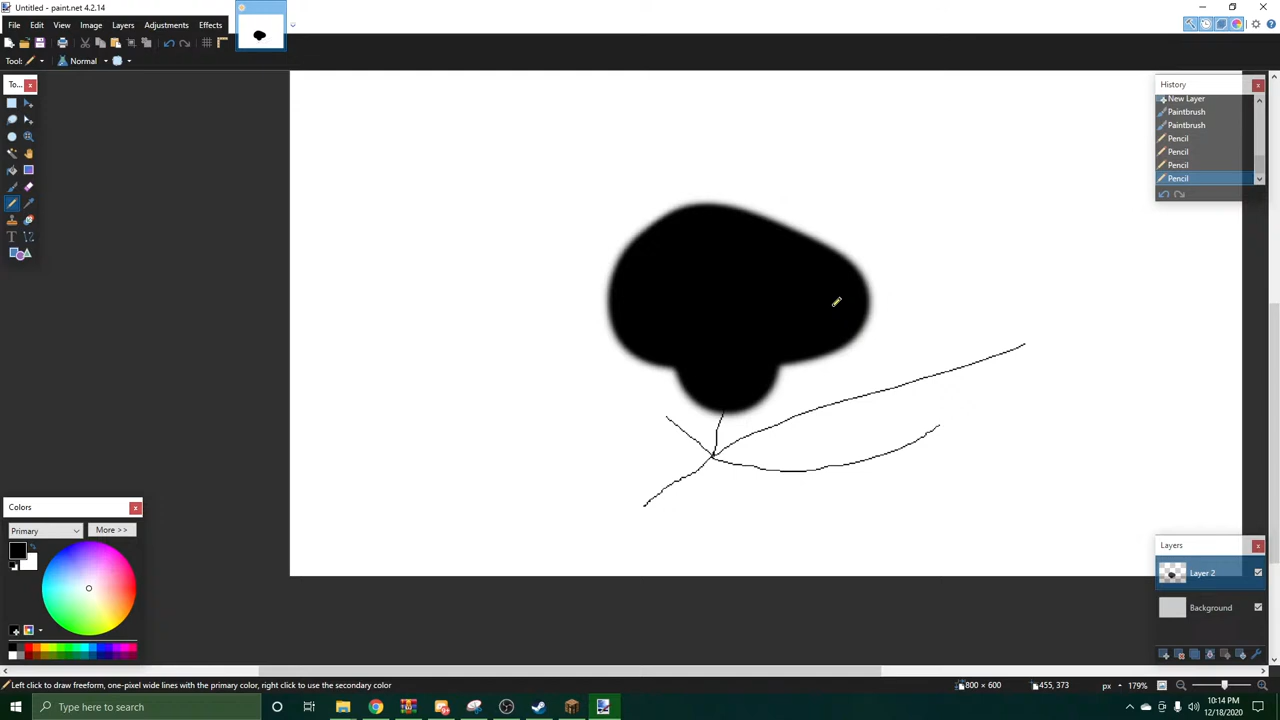 Untitled - paint.net 4.2.14
File Edit View Image Layers Adjustments Effects
Tool: Normal
To...
History
New Layer
Paintbrush
Paintbrush
Pencil
Pencil
Pencil
Pencil
Colors
Primary
More >>
Layers
Layer 2
Background
Left click to draw freeform, one-pixel wide lines with the primary color, right click to use the secondary color
800 × 600
455, 373
px
179%
Type here to search
10:14 PM
12/18/2020